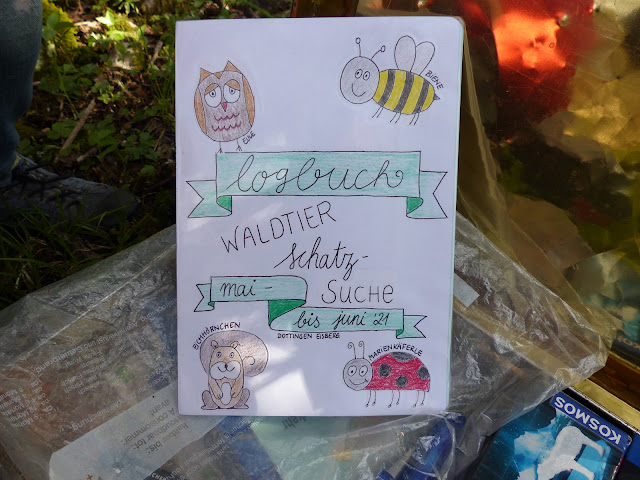 EULE
BIENE
logbuch
WALDTIER
schatz-
SUCHE
mai-
bis juni '21
DOTTINGEN EISBERG
EICHHÖRNCHEN
MARIENKÄFERLE
KOSMOS